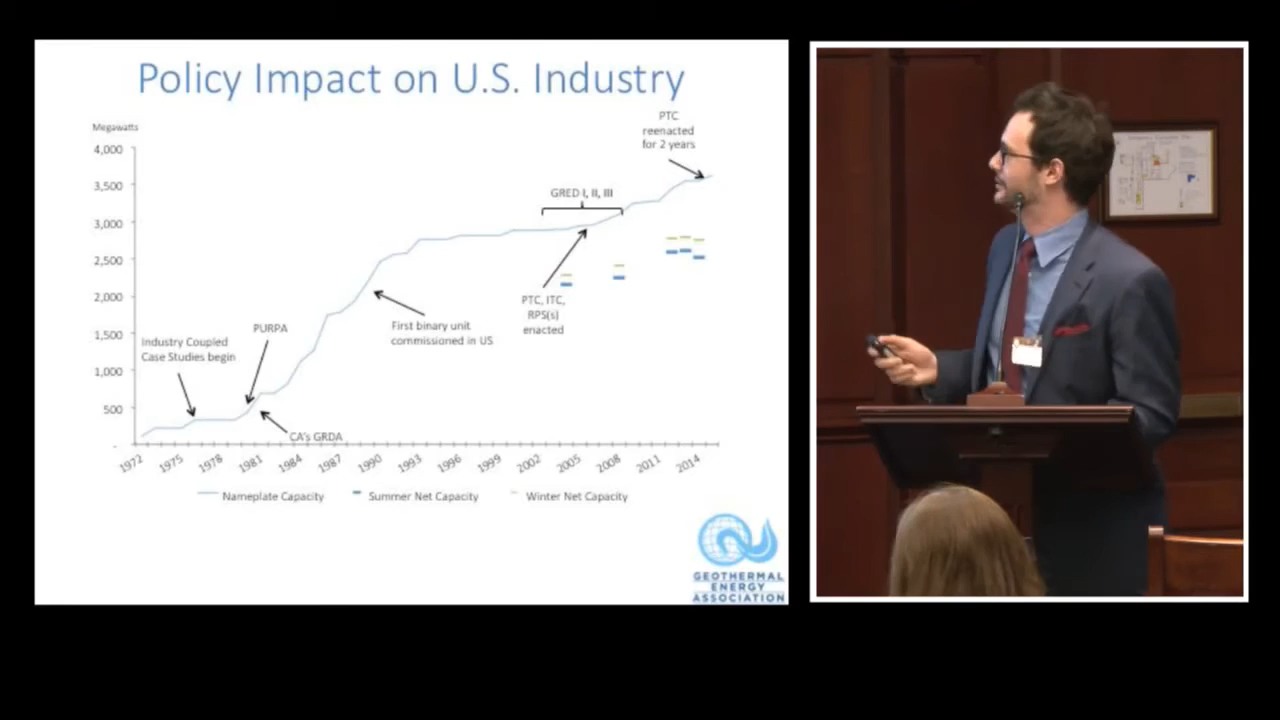 Policy Impact on U.S. Industry
Megawatts
4,000
3,500
3,000
2,500
2,000
1,500
1,000
500
-
PTC
reenacted
for 2 years
GRED I, II, III
PTC, ITC,
RPS(s)
enacted
First binary unit
commissioned in US
PURPA
Industry Coupled
Case Studies begin
CA's GRDA
1972
1975
1978
1981
1984
1987
1990
1993
1996
1999
2002
2005
2008
2011
2014
Nameplate Capacity
Summer Net Capacity
Winter Net Capacity
GEOTHERMAL
ENERGY
ASSOCIATION